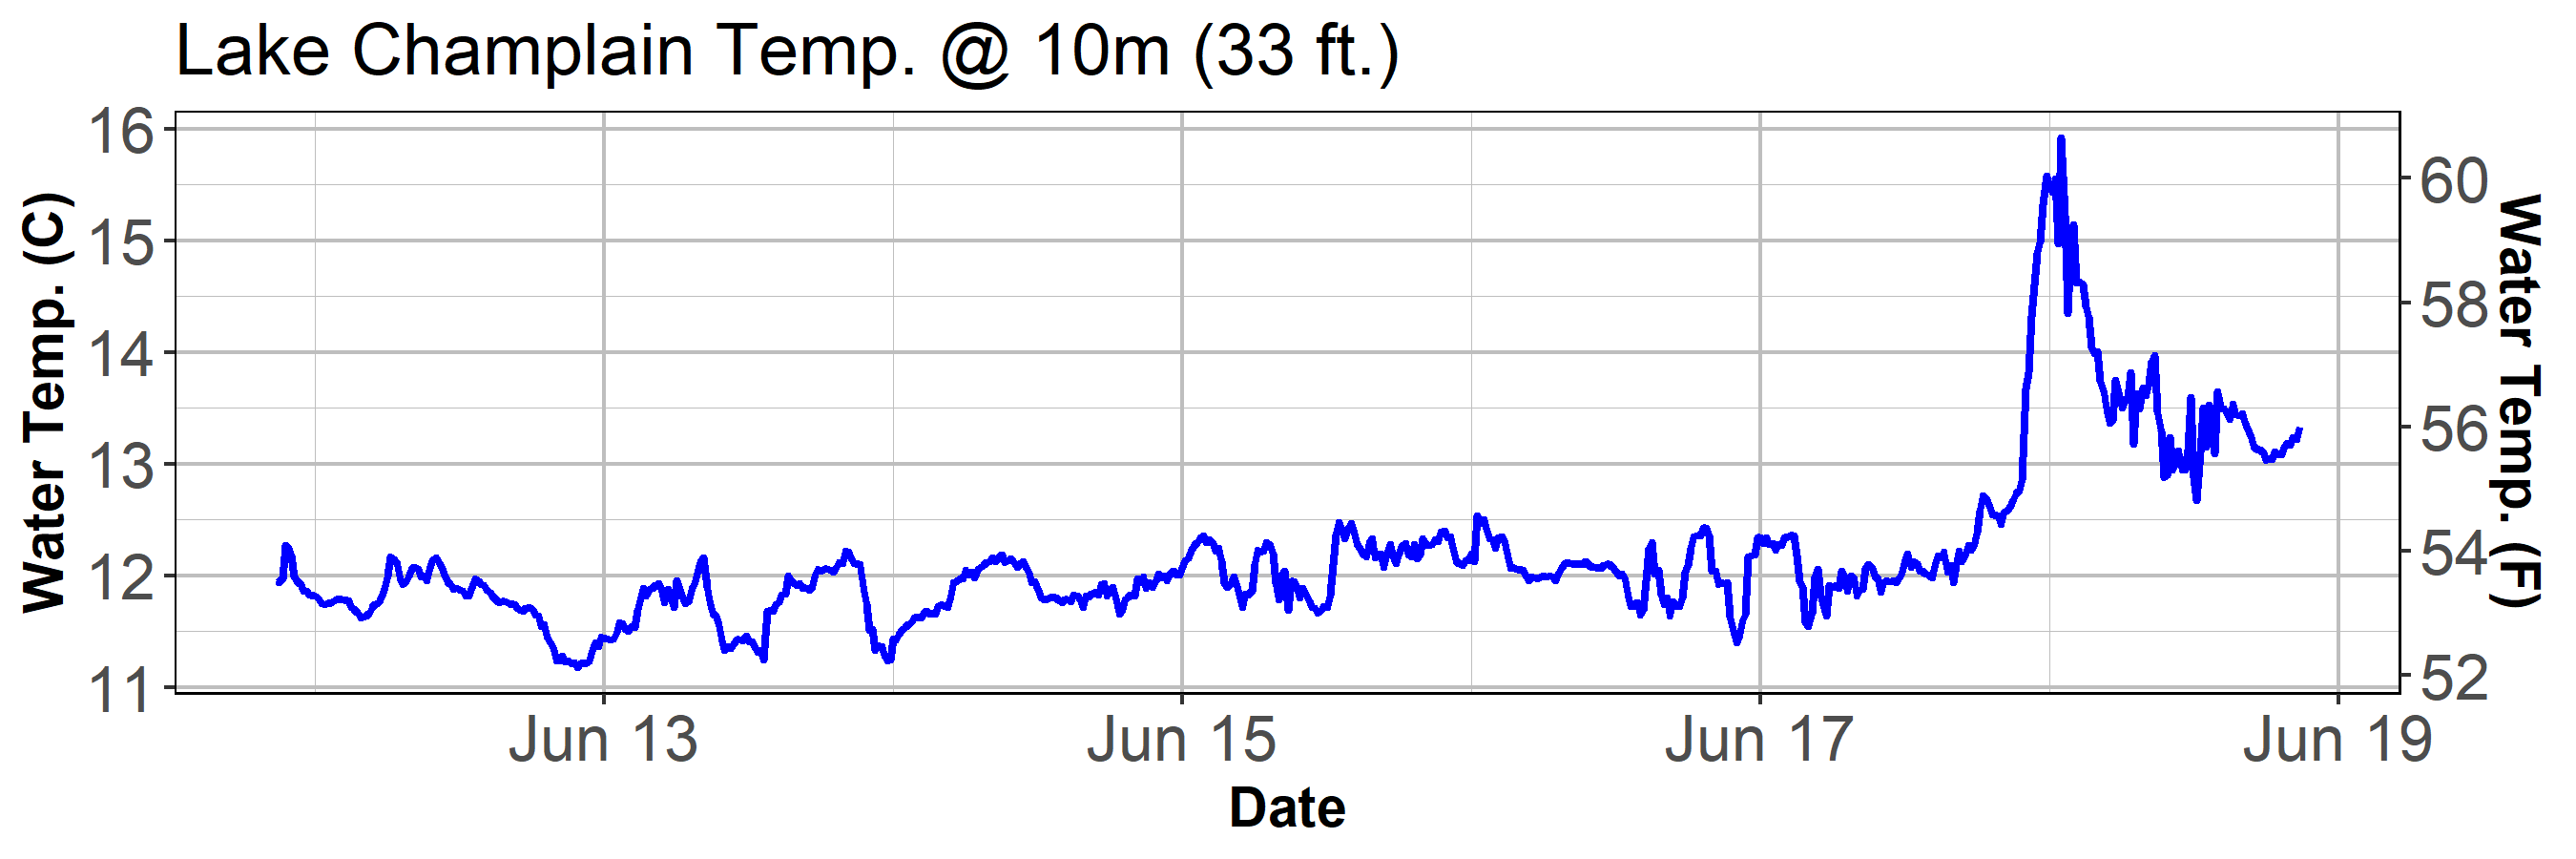 Lake Champlain Temp. @ 10m (33 ft.)
Water Temp. (C)
16
15
14
13
12
11
60
58
56
54
52
Water Temp. (F)
Jun 13
Jun 15
Jun 17
Jun 19
Date